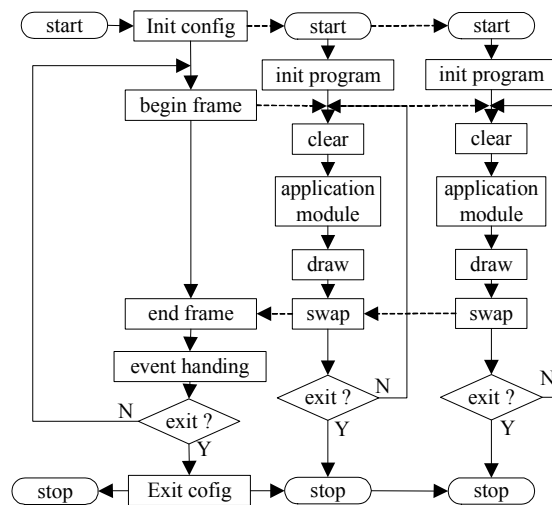 start
Init config
start
start
init program
init program
begin frame
clear
clear
application
module
application
module
draw
draw
end frame
swap
swap
event handing
exit ?
N
Y
exit ?
N
Y
exit ?
N
Y
stop
Exit cofig
stop
stop